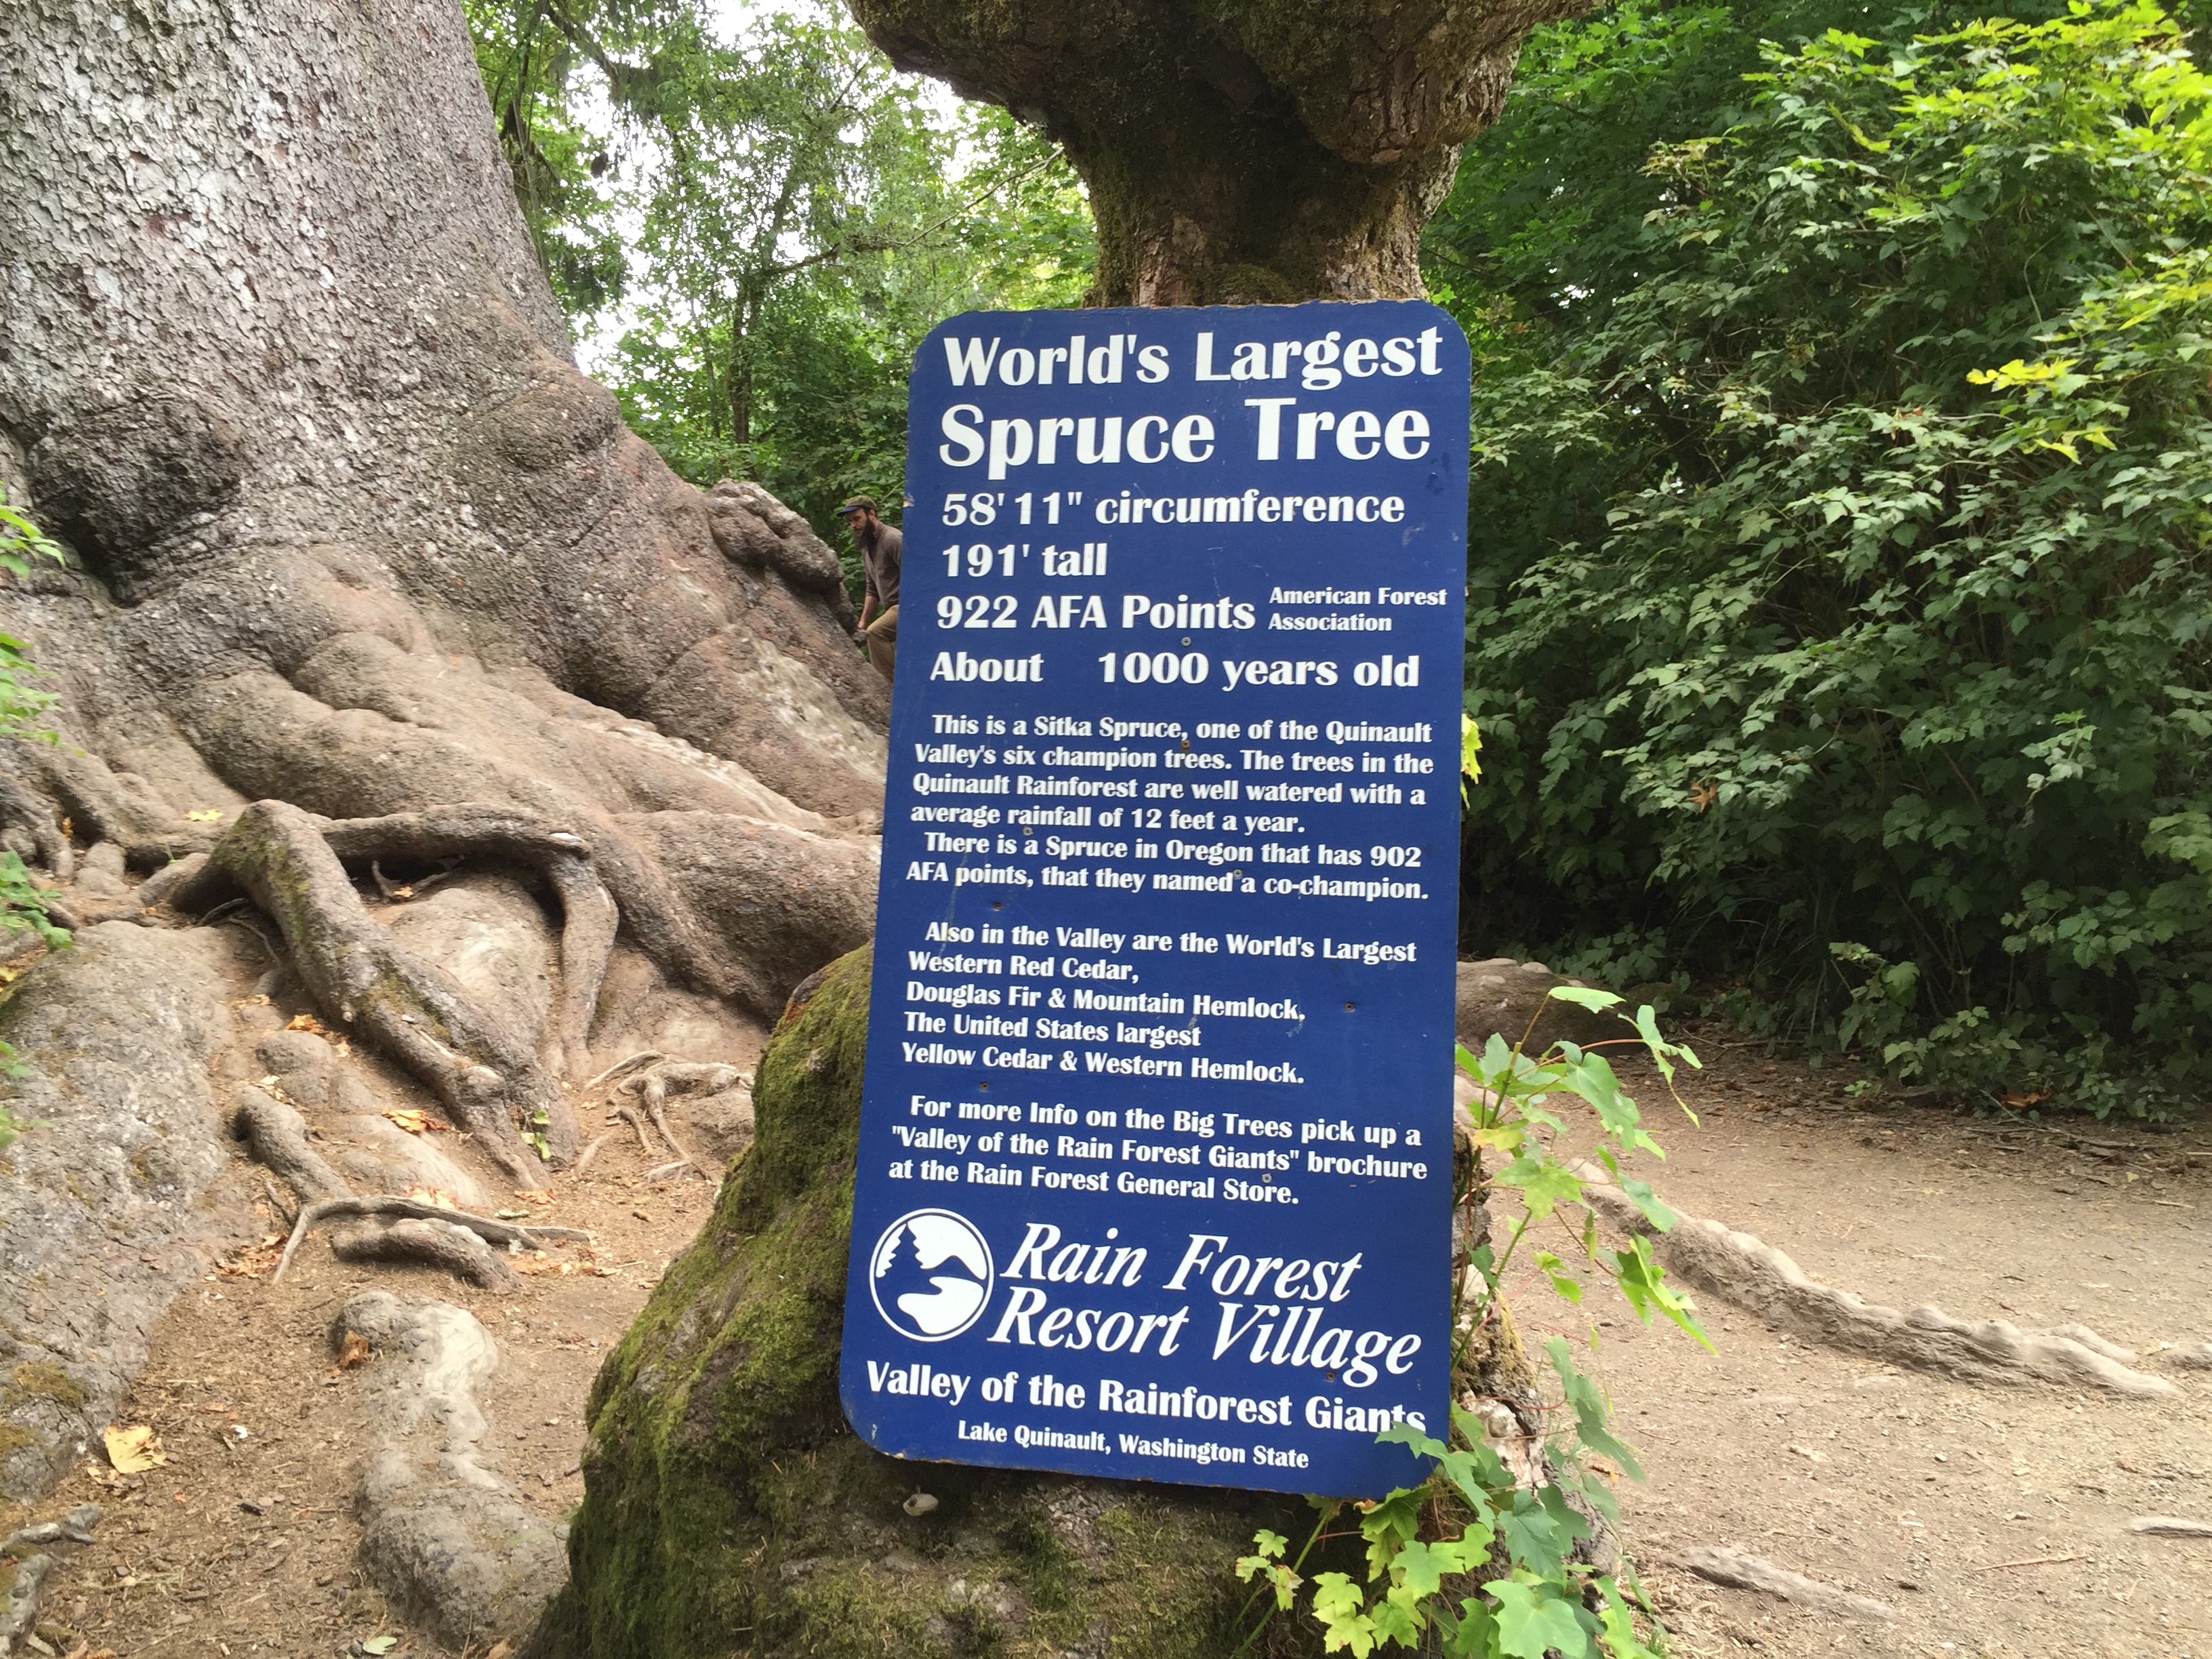 World's Largest
Spruce Tree
58' 11" circumference
191' tall
922 AFA Points American Forest Association
About 1000 years old
This is a Sitka Spruce, one of the Quinault
Valley's six champion trees. The trees in the
Quinault Rainforest are well watered with a
average rainfall of 12 feet a year.
There is a Spruce in Oregon that has 902
AFA points, that they named a co-champion.
Also in the Valley are the World's Largest
Western Red Cedar,
Douglas Fir & Mountain Hemlock,
The United States largest
Yellow Cedar & Western Hemlock.
For more Info on the Big Trees pick up a
"Valley of the Rain Forest Giants" brochure
at the Rain Forest General Store.
Rain Forest
Resort Village
Valley of the Rainforest Giants
Lake Quinault, Washington State